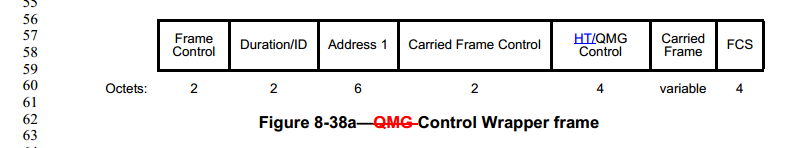 55
56
57 Frame Control Duration/ID Address 1 Carried Frame Control HT/QMG Control Carried Frame FCS
58
59
60 Octets: 2 2 6 2 4 variable 4
61
62 Figure 8-38a—QMG Control Wrapper frame
63